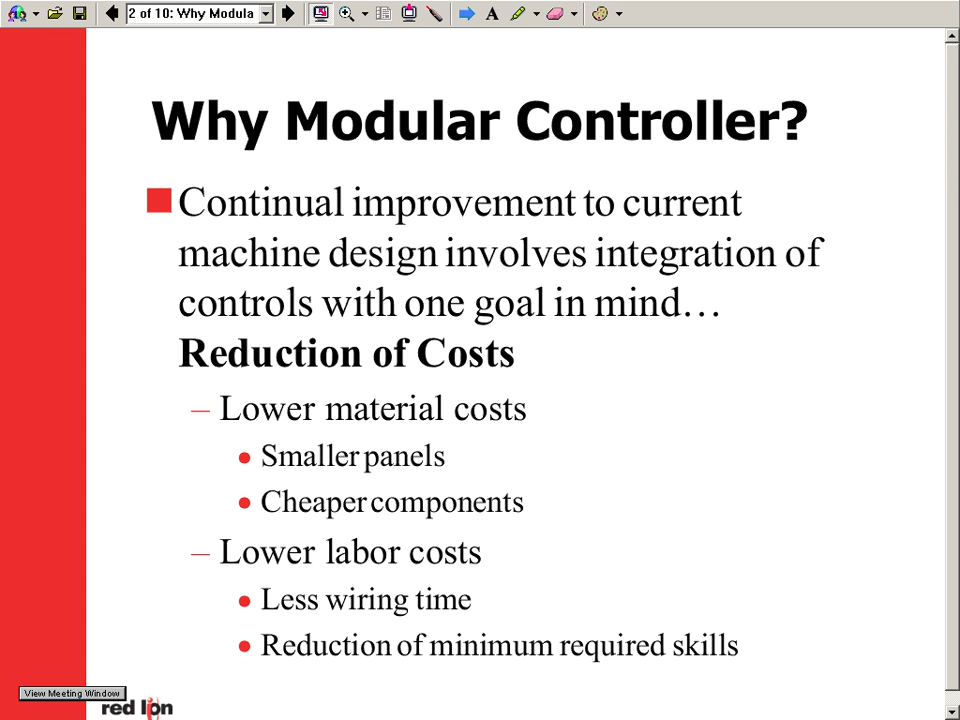 2 of 10: Why Modula
Why Modular Controller?
Continual improvement to current
machine design involves integration of
controls with one goal in mind…
Reduction of Costs
– Lower material costs
• Smaller panels
• Cheaper components
– Lower labor costs
• Less wiring time
• Reduction of minimum required skills
View Meeting Window
red lion